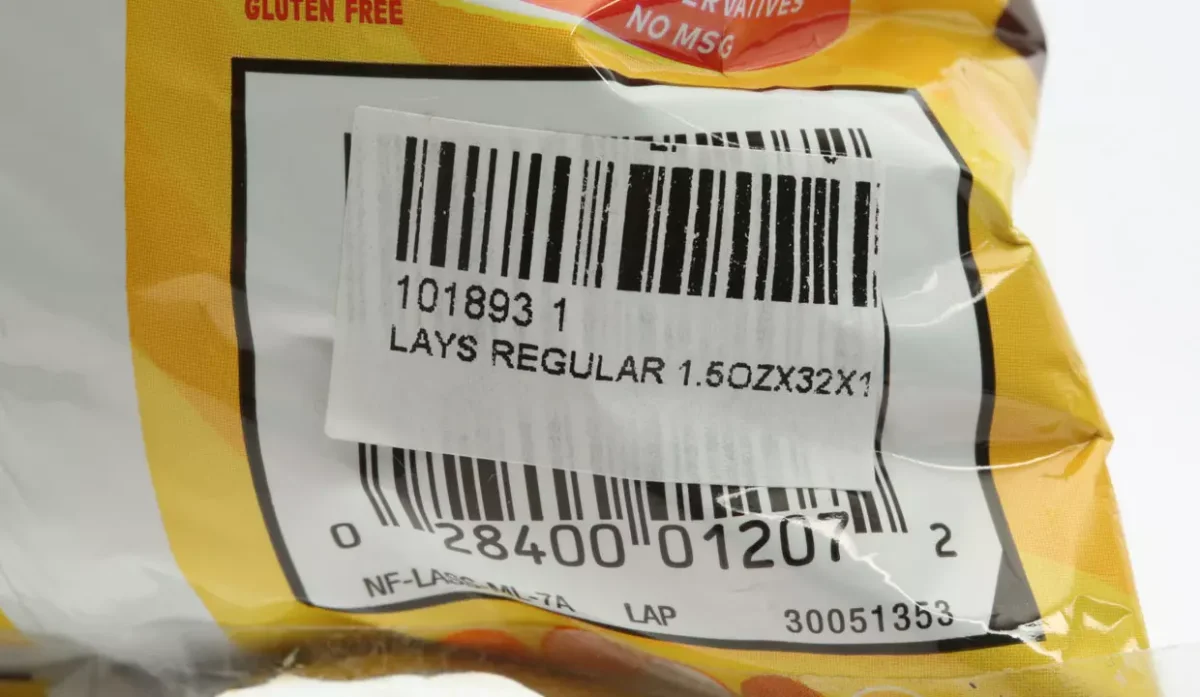 GLUTEN FREE
NO MSG
101893 1
LAYS REGULAR 1.5OZX32X1
0 28400 01207 2
LAP 30051353